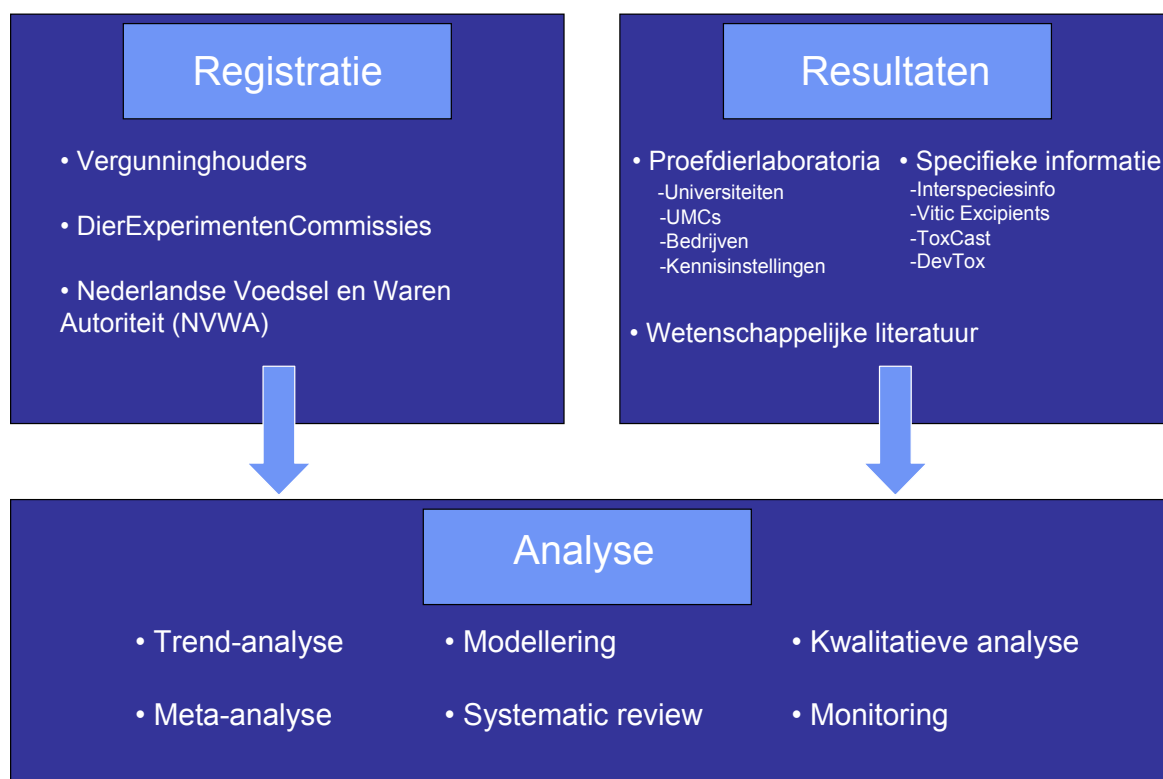 Registratie
• Vergunninghouders
• DierExperimentenCommissies
• Nederlandse Voedsel en Waren
Autoriteit (NVWA)
Resultaten
• Proefdierlaboratoria
-Universiteiten
-UMCs
-Bedrijven
-Kennisinstellingen
• Specifieke informatie
-Interspeciesinfo
-Vitic Excipients
-ToxCast
-DevTox
• Wetenschappelijke literatuur
Analyse
• Trend-analyse
• Modellering
• Kwalitatieve analyse
• Meta-analyse
• Systematic review
• Monitoring